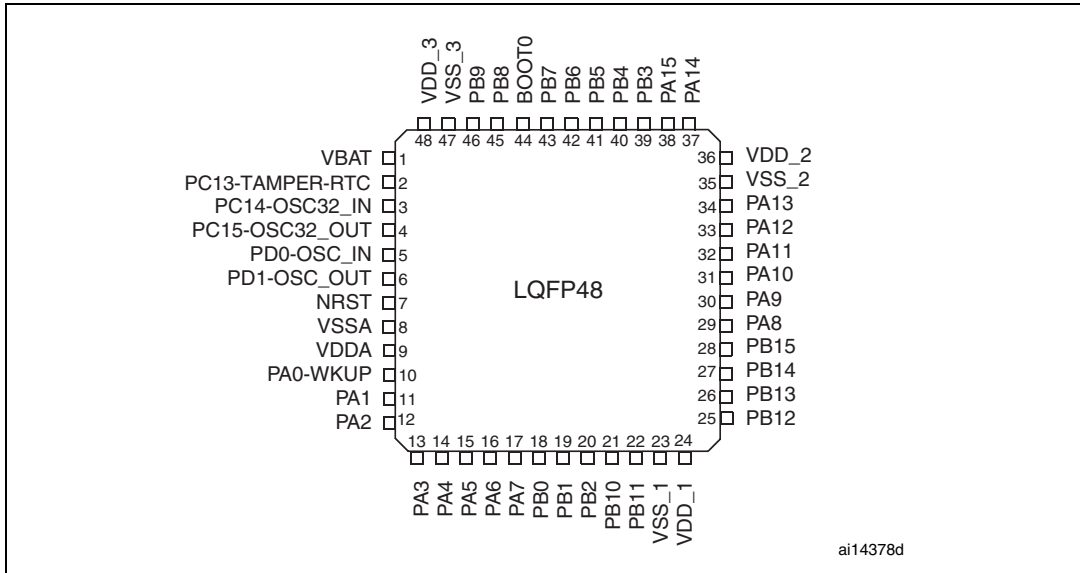 VDD_3
VSS_3
PB9
PB8
BOOT0
PB7
PB6
PB5
PB4
PB3
PA15
PA14
48 47 46 45 44 43 42 41 40 39 38 37
VBAT 1
PC13-TAMPER-RTC 2
PC14-OSC32_IN 3
PC15-OSC32_OUT 4
PD0-OSC_IN 5
PD1-OSC_OUT 6
NRST 7
VSSA 8
VDDA 9
PA0-WKUP 10
PA1 11
PA2 12
LQFP48
36 VDD_2
35 VSS_2
34 PA13
33 PA12
32 PA11
31 PA10
30 PA9
29 PA8
28 PB15
27 PB14
26 PB13
25 PB12
13 14 15 16 17 18 19 20 21 22 23 24
PA3
PA4
PA5
PA6
PA7
PB0
PB1
PB2
PB10
PB11
VSS_1
VDD_1
ai14378d